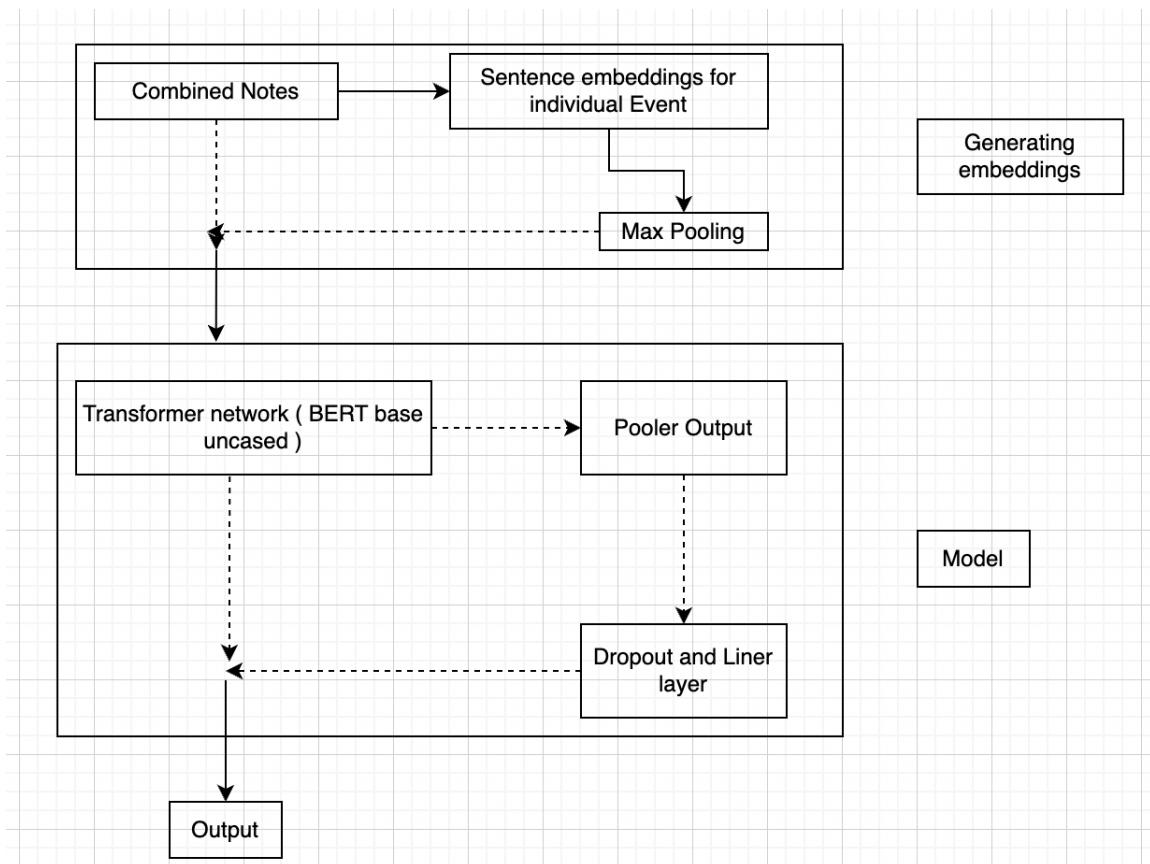 Combined Notes
Sentence embeddings for
individual Event
Generating
embeddings
Max Pooling
Transformer network ( BERT base
uncased )
Pooler Output
Model
Dropout and Liner
layer
Output